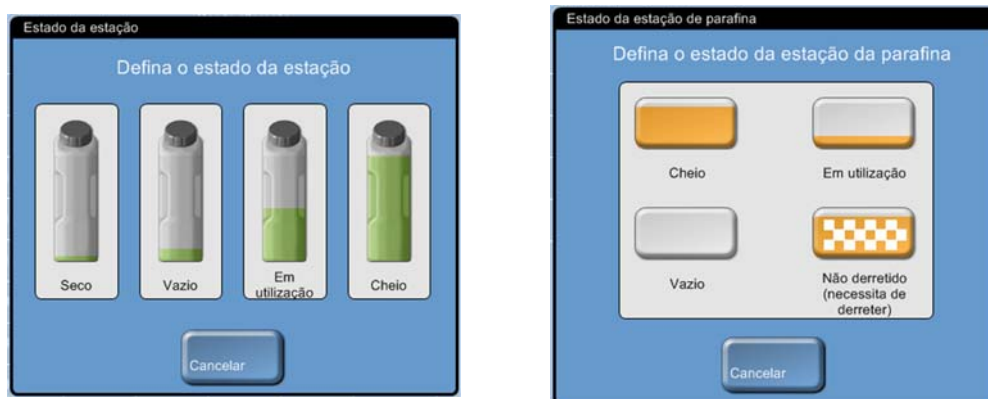 Estado da estação
Defina o estado da estação
Seco
Vazio
Em
utilização
Cheio
Cancelar
Estado da estação de parafina
Defina o estado da estação da parafina
Cheio
Em utilização
Vazio
Não derretido
(necessita de
derreter)
Cancelar